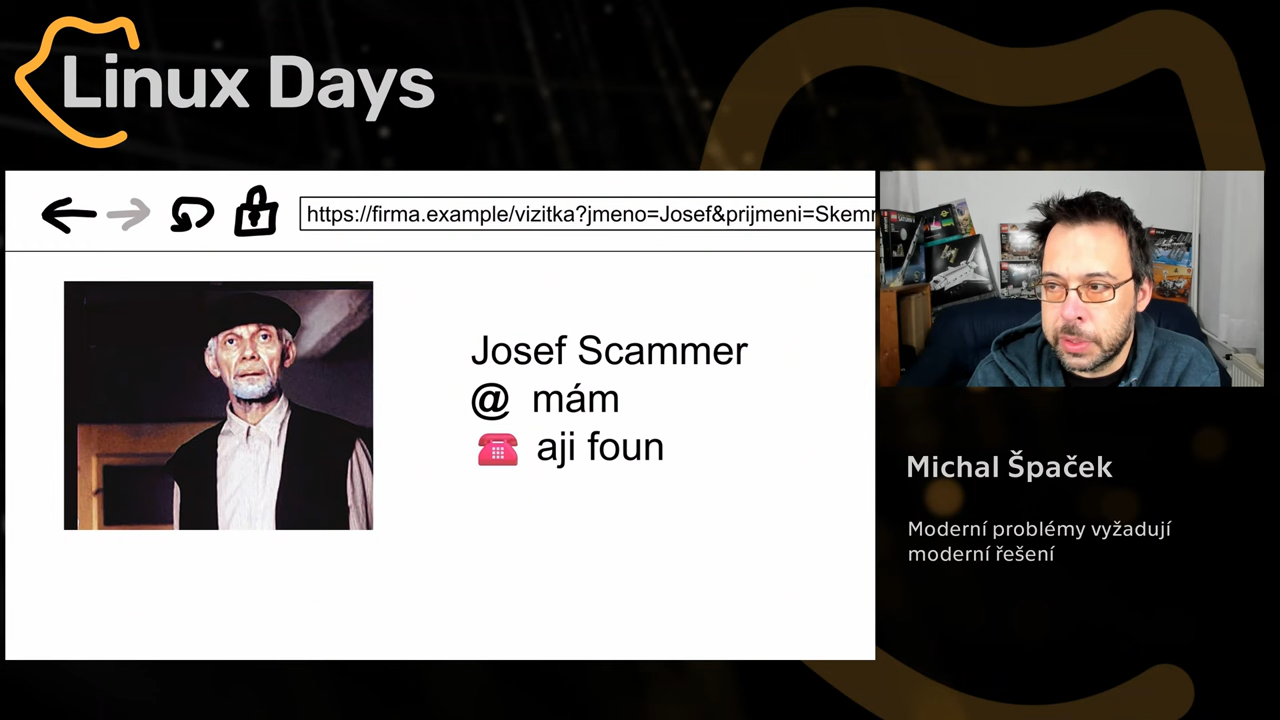 Linux Days
https://firma.example/vizitka?jmeno=Josef&prijmeni=Skem
Josef Scammer
@ mám
☎ aji foun
Michal Špaček
Moderní problémy vyžadují
moderní řešení